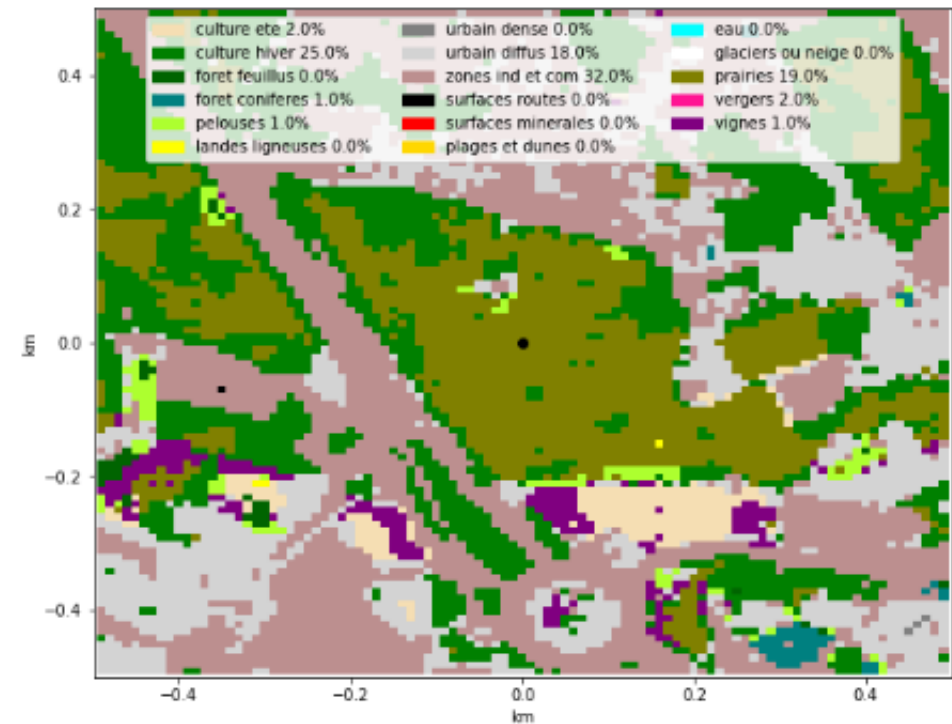 culture ete 2.0%
culture hiver 25.0%
foret feuillus 0.0%
foret coniferes 1.0%
pelouses 1.0%
landes ligneuses 0.0%
urbain dense 0.0%
urbain diffus 18.0%
zones ind et com 32.0%
surfaces routes 0.0%
surfaces minerales 0.0%
plages et dunes 0.0%
eau 0.0%
glaciers ou neige 0.0%
prairies 19.0%
vergers 2.0%
vignes 1.0%
km
0.4
0.2
0.0
−0.2
−0.4
−0.4
−0.2
0.0
0.2
0.4
km